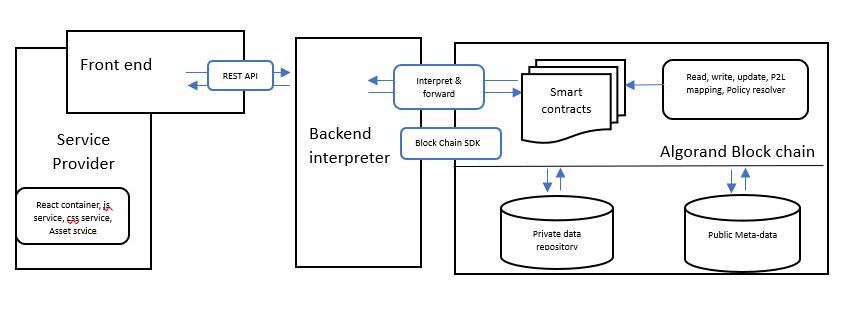 Front end
REST API
Service
Provider
React container, js
service, css service,
Asset
Backend
interpreter
Interpret &
forward
Block Chain SDK
Smart
contracts
Read, write, update, P2L
mapping, Policy resolver
Algorand Block chain
Private data
repository
Public Meta-data